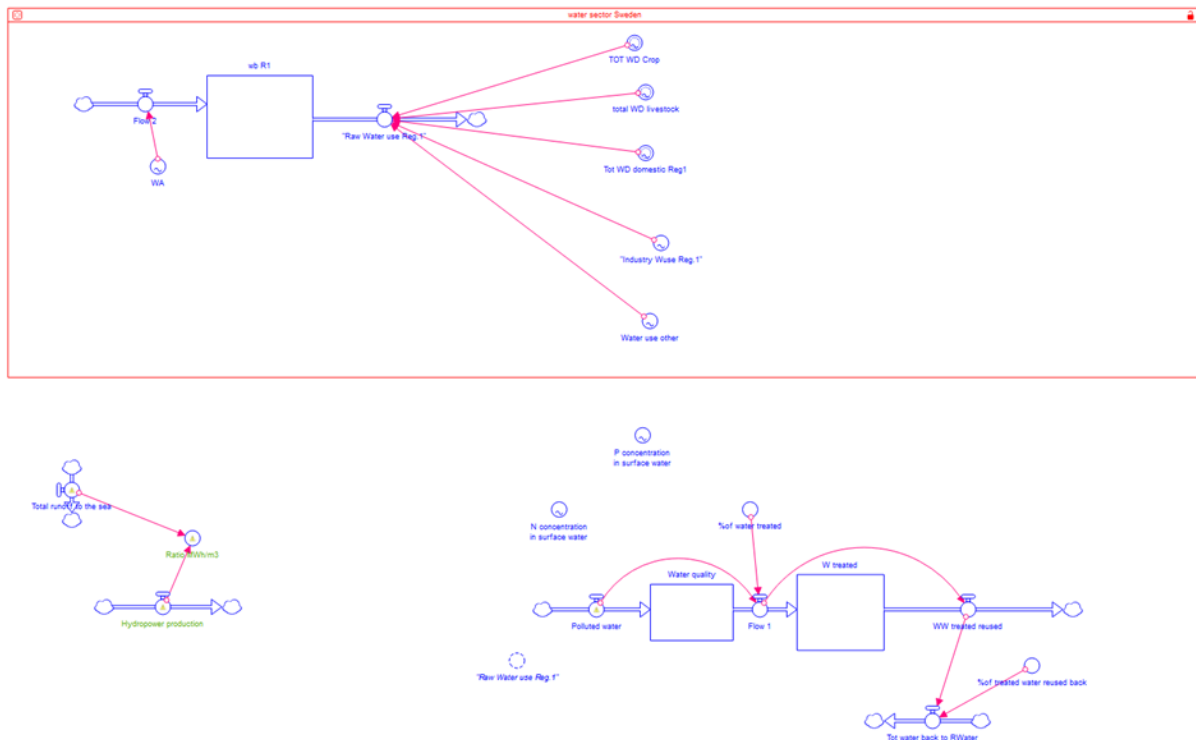 water sector Sweden
TOT WD Crop
wb R1
total WD livestock
Flow 2
"Raw Water use Reg.1"
Tot WD domestic Reg1
WA
"Industry Wuse Reg.1"
Water use other
P concentration
in surface water
Total runoff to the sea
N concentration
in surface water
%of water treated
Ratio MWh/m3
Water quality
W treated
Hydropower production
Polluted water
Flow 1
WW treated reused
"Raw Water use Reg.1"
%of treated water reused back
Tot water back to RWater